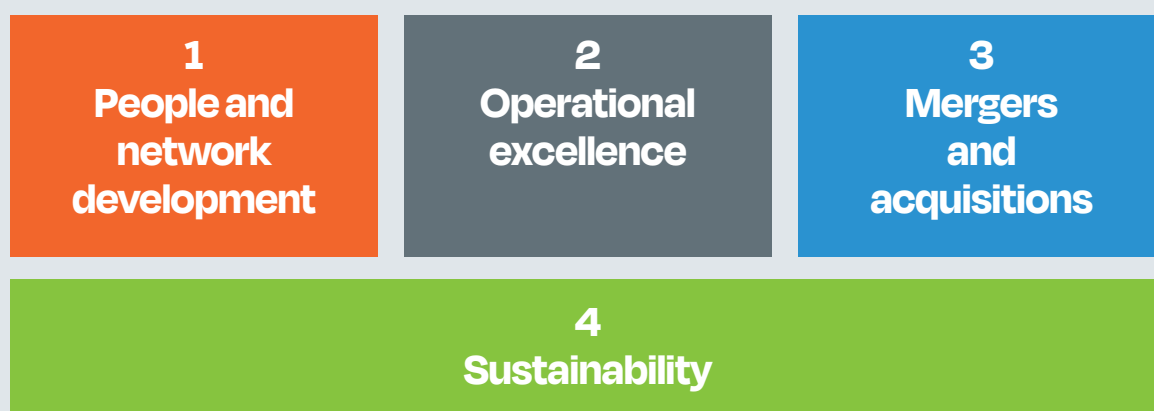 1
People and
network
development
2
Operational
excellence
3
Mergers
and
acquisitions
4
Sustainability